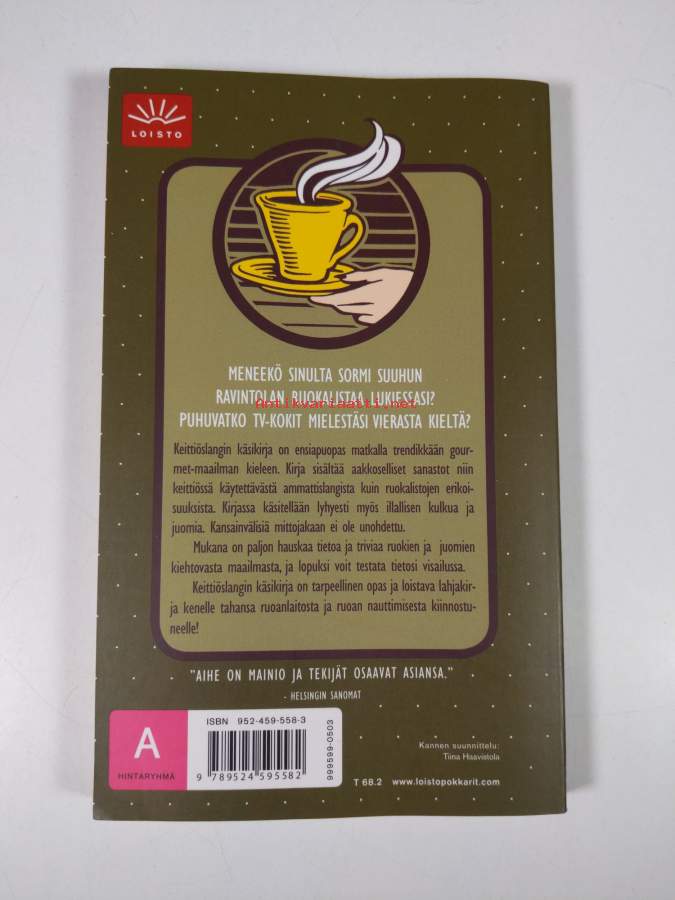 LOISTO
MENEEKÖ SINULTA SORMI SUUHUN
RAVINTOLAN RUOKALISTAA LUKIESSASI?
Antikvariaatti.net
PUHUVATKO TV-KOKIT MIELESTÄSI VIERASTA KIELTÄ?
Keittiöslangin käsikirja on ensiapuopas matkalla trendikkään gour-
met-maailman kieleen. Kirja sisältää aakkoselliset sanastot niin
keittiössä käytettävästä ammattislangista kuin ruokalistojen erikoi-
suuksista. Kirjassa käsitellään lyhyesti myös illallisen kulkua ja
juomia. Kansainvälisiä mittojakaan ei ole unohdettu.
Mukana on paljon hauskaa tietoa ja triviaa ruokien ja juomien
kiehtovasta maailmasta, ja lopuksi voit testata tietosi visailussa.
Keittiöslangin käsikirja on tarpeellinen opas ja loistava lahjakir-
ja kenelle tahansa ruoanlaitosta ja ruoan nauttimisesta kiinnostu-
neelle!
"AIHE ON MAINIO JA TEKIJÄT OSAAVAT ASIANSA."
- HELSINGIN SANOMAT
A
HINTARYHMÄ
ISBN 952-459-558-3
9 789524 595582
999599-0503
Kannen suunnittelu:
Tiina Haavistola
T 68.2 www.loistopokkarit.com